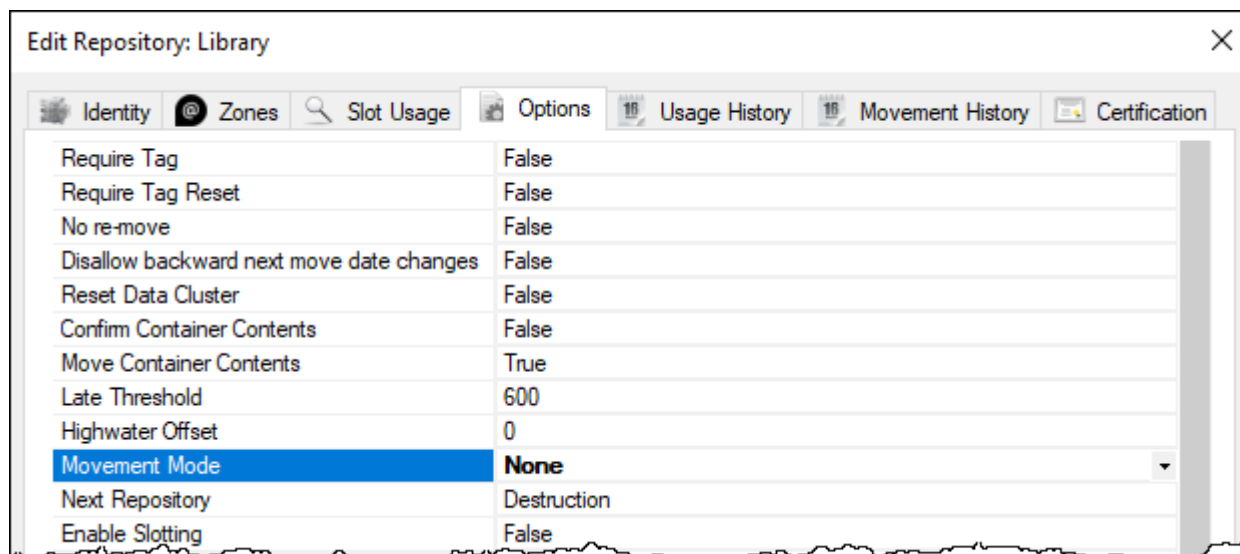 Edit Repository: Library
Identity Zones Slot Usage Options Usage History Movement History Certification
Require Tag False
Require Tag Reset False
No re-move False
Disallow backward next move date changes False
Reset Data Cluster False
Confirm Container Contents False
Move Container Contents True
Late Threshold 600
Highwater Offset 0
Movement Mode None
Next Repository Destruction
Enable Slotting False